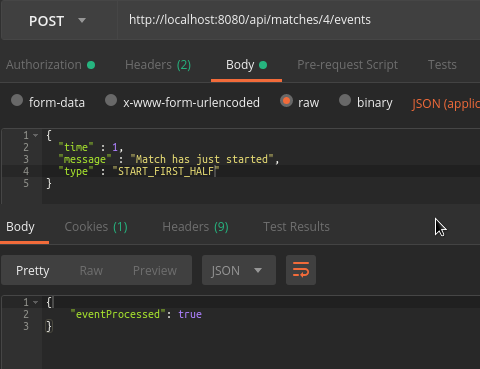 POST http://localhost:8080/api/matches/4/events
Authorization Headers (2) Body Pre-request Script Tests
form-data x-www-form-urlencoded raw binary JSON (applic
1 {
2 "time" : 1,
3 "message" : "Match has just started",
4 "type" : "START_FIRST_HALF"
5 }
Body Cookies (1) Headers (9) Test Results
Pretty Raw Preview JSON
1 {
2 "eventProcessed": true
3 }